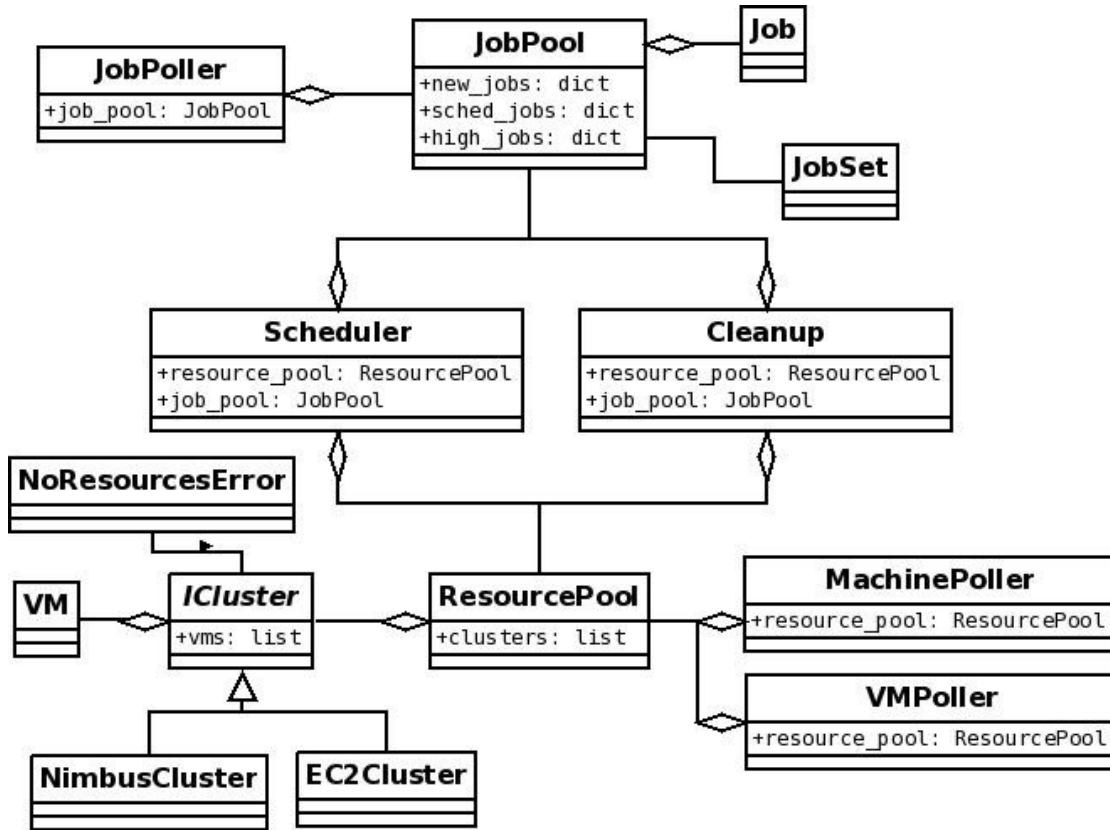 JobPoller
+job_pool: JobPool
JobPool
+new_jobs: dict
+sched_jobs: dict
+high_jobs: dict
Job
JobSet
Scheduler
+resource_pool: ResourcePool
+job_pool: JobPool
Cleanup
+resource_pool: ResourcePool
+job_pool: JobPool
NoResourcesError
VM
ICluster
+vms: list
ResourcePool
+clusters: list
MachinePoller
+resource_pool: ResourcePool
VMPoller
+resource_pool: ResourcePool
NimbusCluster
EC2Cluster